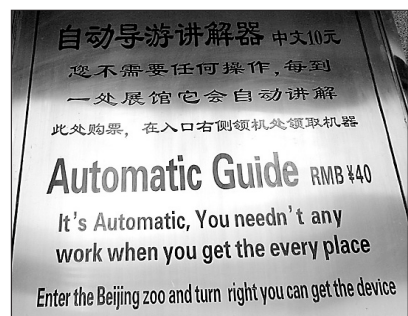 自动导游讲解器 中文10元
您不需要任何操作,每到
一处展馆它会自动讲解
此处购票，在入口右侧领机处领取机器
Automatic Guide RMB ¥40
It's Automatic, You needn't any
work when you get the every place
Enter the Beijing zoo and turn right you can get the device